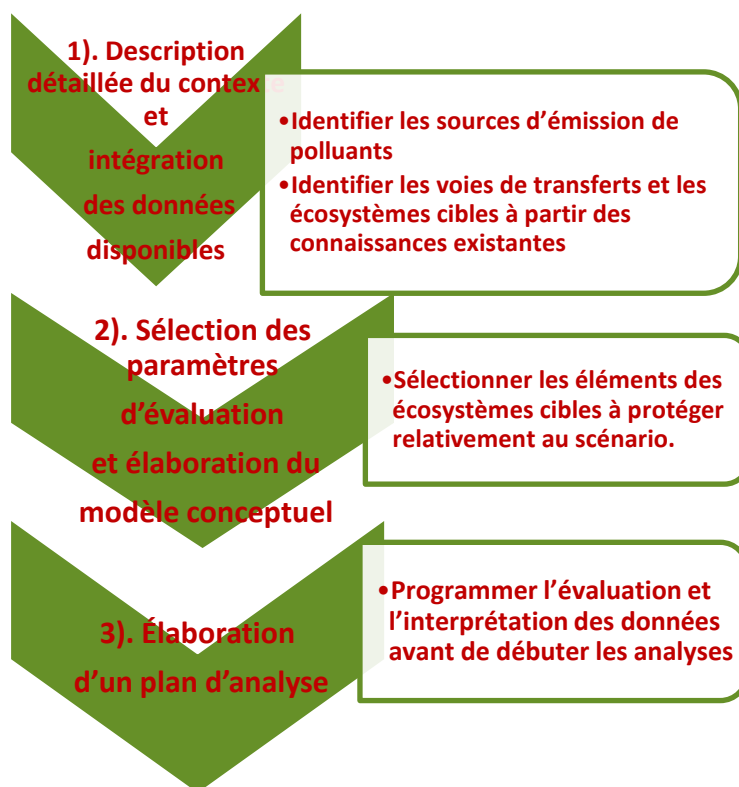 1). Description
détaillée du contexte
et
intégration
des données
disponibles
•Identifier les sources d’émission de
polluants
•Identifier les voies de transferts et les
écosystèmes cibles à partir des
connaissances existantes
2). Sélection des
paramètres
d’évaluation
et élaboration du
modèle conceptuel
•Sélectionner les éléments des
écosystèmes cibles à protéger
relativement au scénario.
3). Élaboration
d’un plan d’analyse
•Programmer l’évaluation et
l’interprétation des données
avant de débuter les analyses